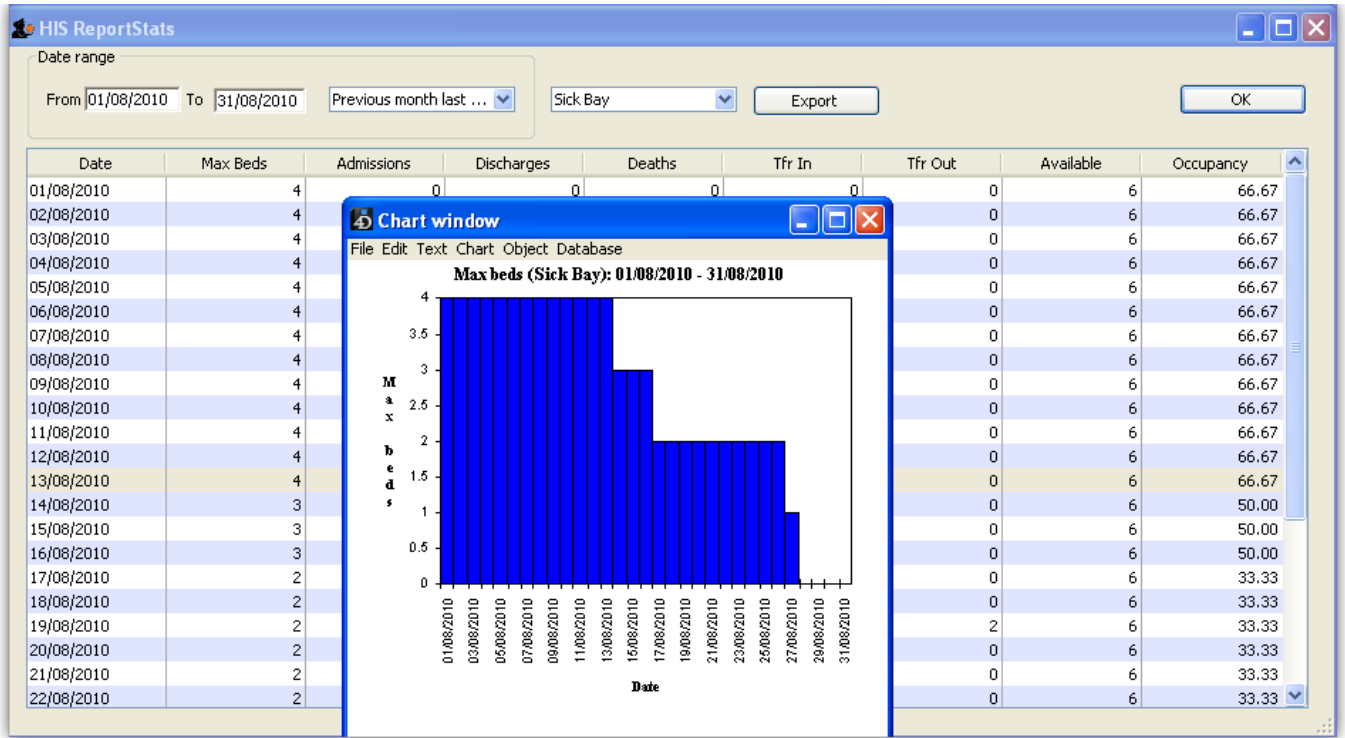 HIS ReportStats
Date range
From 01/08/2010 To 31/08/2010 Previous month last ... Sick Bay Export OK
Date Max Beds Admissions Discharges Deaths Tfr In Tfr Out Available Occupancy
01/08/2010 4 0 0 0 0 0 6 66.67
02/08/2010 4 0 6 66.67
03/08/2010 4 0 6 66.67
04/08/2010 4 0 6 66.67
05/08/2010 4 0 6 66.67
06/08/2010 4 0 6 66.67
07/08/2010 4 0 6 66.67
08/08/2010 4 0 6 66.67
09/08/2010 4 0 6 66.67
10/08/2010 4 0 6 66.67
11/08/2010 4 0 6 66.67
12/08/2010 4 0 6 66.67
13/08/2010 4 0 6 66.67
14/08/2010 3 0 6 50.00
15/08/2010 3 0 6 50.00
16/08/2010 3 0 6 50.00
17/08/2010 2 0 6 33.33
18/08/2010 2 0 6 33.33
19/08/2010 2 2 6 33.33
20/08/2010 2 0 6 33.33
21/08/2010 2 0 6 33.33
22/08/2010 2 0 6 33.33
4D Chart window
File Edit Text Chart Object Database
Max beds (Sick Bay): 01/08/2010 - 31/08/2010
Max beds
4
3.5
3
2.5
2
1.5
1
0.5
0
01/08/2010
03/08/2010
05/08/2010
07/08/2010
09/08/2010
11/08/2010
13/08/2010
15/08/2010
17/08/2010
19/08/2010
21/08/2010
23/08/2010
25/08/2010
27/08/2010
29/08/2010
31/08/2010
Date